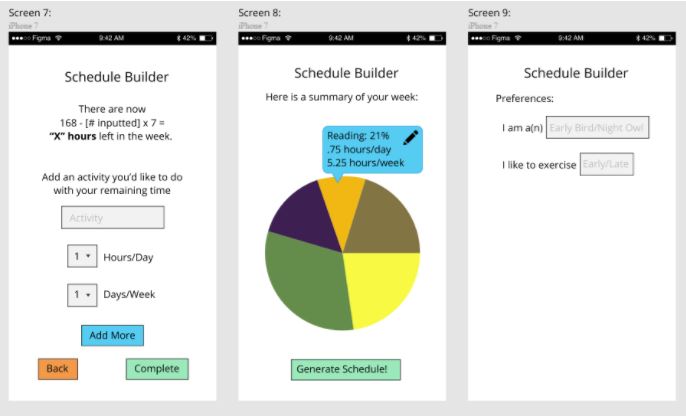 Screen 7:
iPhone 7
Figma 9:42 AM 42%
Schedule Builder
There are now
168 - [# inputted] x 7 =
“X” hours left in the week.
Add an activity you’d like to do
with your remaining time
Activity
1 Hours/Day
1 Days/Week
Add More
Back Complete
Screen 8:
iPhone 7
Figma 9:42 AM 42%
Schedule Builder
Here is a summary of your week:
Reading: 21%
.75 hours/day
5.25 hours/week
Generate Schedule!
Screen 9:
iPhone 7
Figma 9:42 AM 42%
Schedule Builder
Preferences:
I am a(n) Early Bird/Night Owl
I like to exercise Early/Late